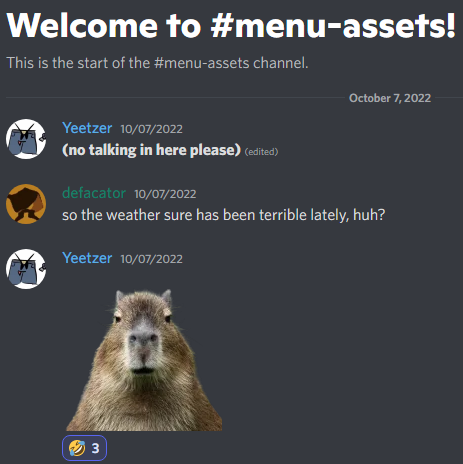 Welcome to #menu-assets!
This is the start of the #menu-assets channel.
October 7, 2022
Yeetzer 10/07/2022
(no talking in here please) (edited)
defacator 10/07/2022
so the weather sure has been terrible lately, huh?
Yeetzer 10/07/2022
3